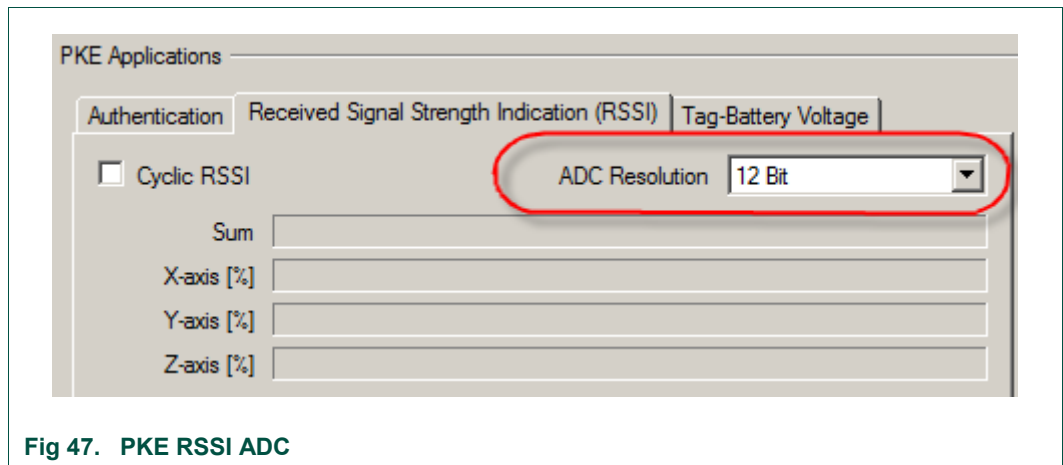 PKE Applications
Authentication Received Signal Strength Indication (RSSI) Tag-Battery Voltage
Cyclic RSSI ADC Resolution 12 Bit
Sum
X-axis [%]
Y-axis [%]
Z-axis [%]
Fig 47. PKE RSSI ADC